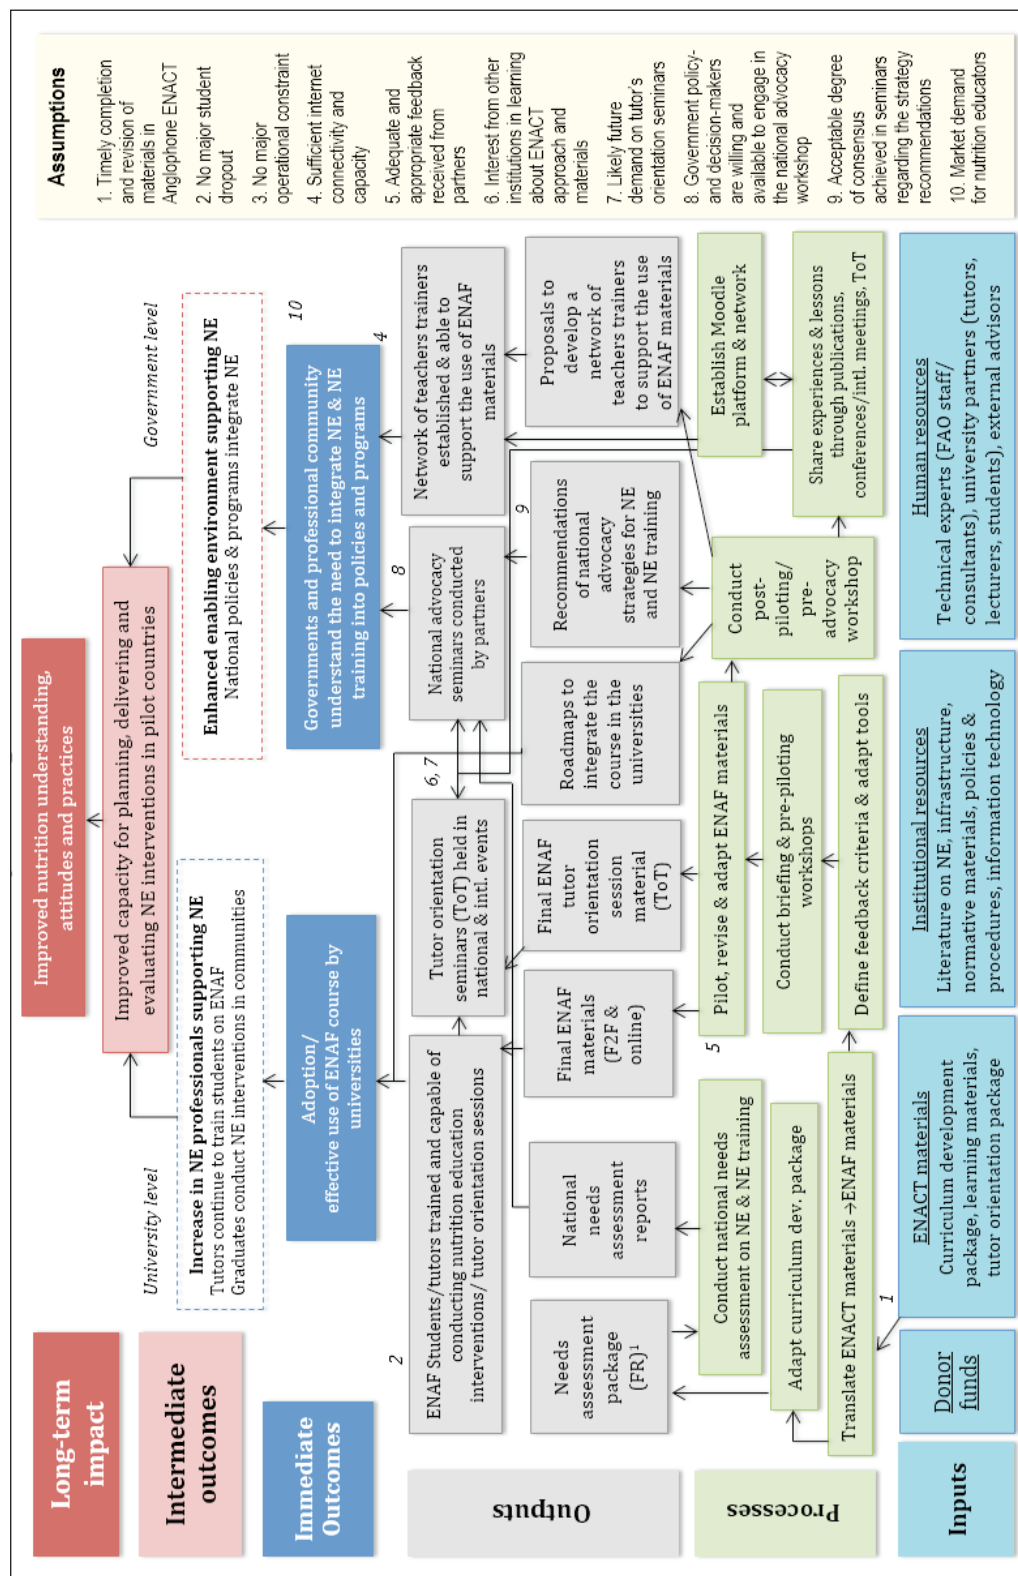 Long-term
impact
Improved nutrition understanding,
attitudes and practices
Intermediate
outcomes
Improved capacity for planning, delivering and
evaluating NE interventions in pilot countries
University level
Government level
Increase in NE professionals supporting NE
Tutors continue to train students on ENAF
Graduates conduct NE interventions in communities
Enhanced enabling environment supporting NE
National policies & programs integrate NE
Immediate
Outcomes
Adoption/
effective use of ENAF course by
universities
Governments and professional community
understand the need to integrate NE & NE
training into policies and programs
10
Outputs
2
ENAF Students/tutors trained and capable of
conducting nutrition education
interventions/ tutor orientation sessions
Tutor orientation
seminars (ToT) held in
national & intl. events
6, 7
National advocacy
seminars conducted
by partners
8
Network of teachers trainers
established & able to
support the use of ENAF
materials
4
Needs
assessment
package
(FR)¹
National
needs
assessment
reports
Final ENAF
materials
(F2F &
online)
Final ENAF
tutor
orientation
session
material
(ToT)
Roadmaps to
integrate the
course in the
universities
Recommendations
of national
advocacy
strategies for NE
and NE training
9
Proposals to
develop a
network of
teachers trainers
to support the use
of ENAF materials
Processes
Conduct national needs
assessment on NE & NE training
Adapt curriculum dev. package
Translate ENACT materials →ENAF materials
5
Pilot, revise & adapt ENAF materials
Conduct briefing & pre-piloting
workshops
Define feedback criteria & adapt tools
Conduct
post-
piloting/
pre-
advocacy
workshop
Establish Moodle
platform & network
Share experiences & lessons
through publications,
conferences/intl. meetings, ToT
Inputs
Donor
funds
1
ENACT materials
Curriculum development
package, learning materials,
tutor orientation package
Institutional resources
Literature on NE, infrastructure,
normative materials, policies &
procedures, information technology
Human resources
Technical experts (FAO staff/
consultants), university partners (tutors,
lecturers, students), external advisors
Assumptions
1. Timely completion
and revision of
materials in
Anglophone ENACT
2. No major student
dropout
3. No major
operational constraint
4. Sufficient internet
connectivity and
capacity
5. Adequate and
appropriate feedback
received from
partners
6. Interest from other
institutions in learning
about ENACT
approach and
materials
7. Likely future
demand on tutor's
orientation seminars
8. Government policy-
and decision-makers
are willing and
available to engage in
the national advocacy
workshop
9. Acceptable degree
of consensus
achieved in seminars
regarding the strategy
recommendations
10. Market demand
for nutrition educators